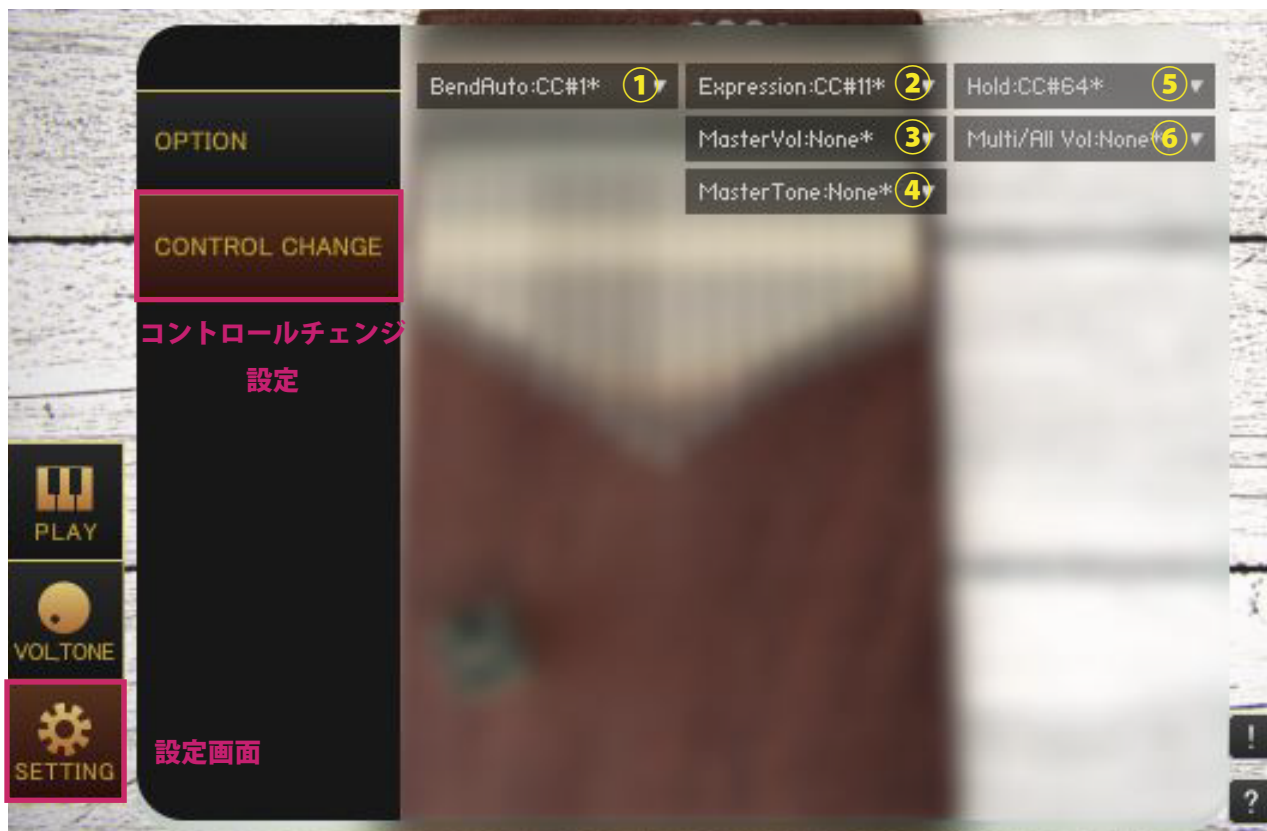 BendAuto:CC#1* ①▼
Expression:CC#11* ②▼
Hold:CC#64* ⑤▼
OPTION
MasterVol:None* ③▼
Multi/All Vol:None* ⑥▼
MasterTone:None* ④▼
CONTROL CHANGE
コントロールチェンジ
設定
PLAY
VOL,TONE
SETTING
設定画面
!
?